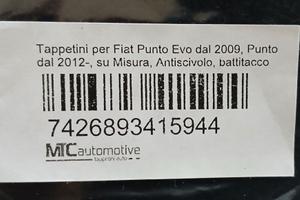 Tappetini per Fiat Punto Evo dal 2009, Punto
dal 2012-, su Misura, Antiscivolo, battitacco
7426893415944
MTCautomotive